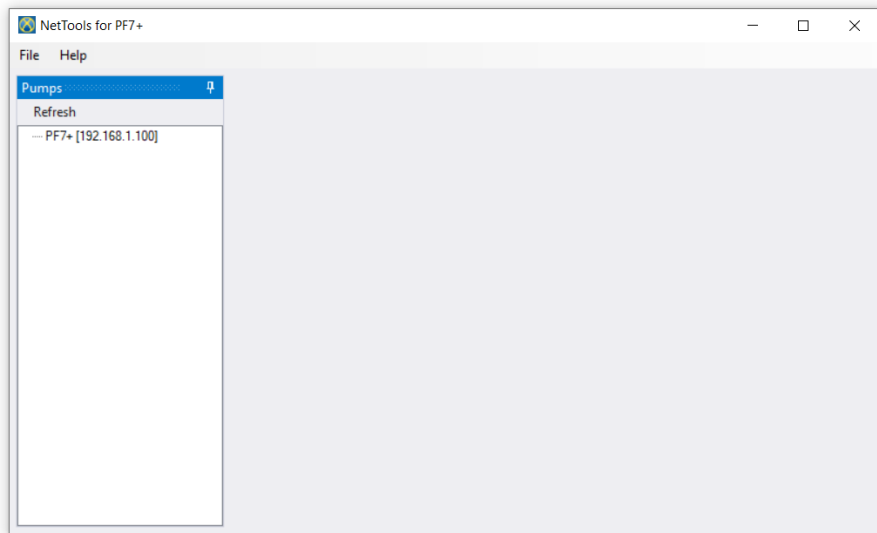 NetTools for PF7+
File Help
Pumps
Refresh
PF7+ [192.168.1.100]